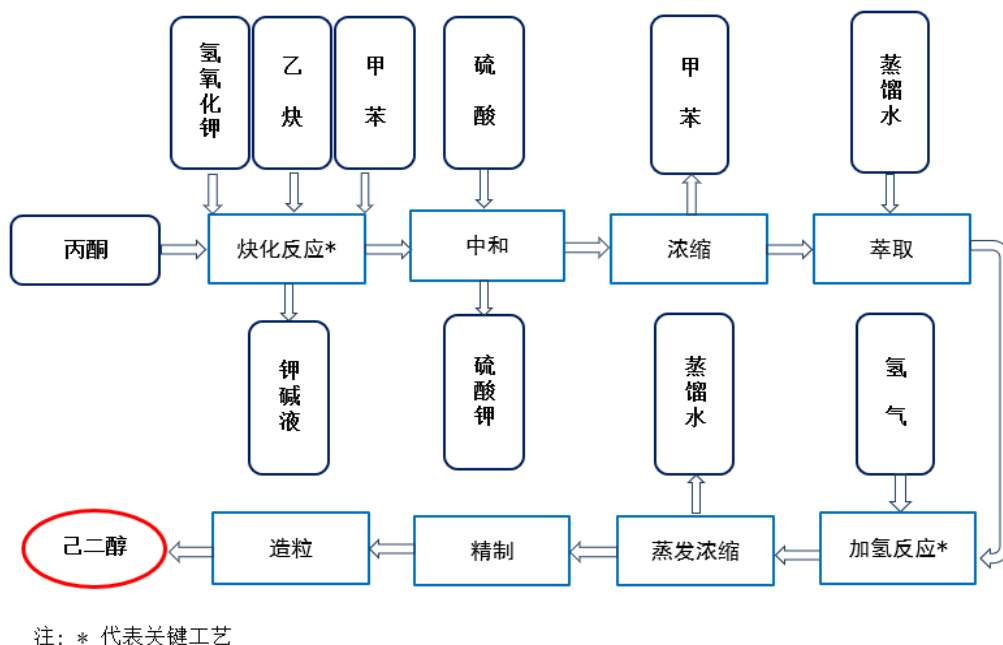 氢氧化钾
乙炔
甲苯
硫酸
甲苯
蒸馏水
丙酮
炔化反应*
中和
浓缩
萃取
钾碱液
硫酸钾
蒸馏水
氢气
己二醇
造粒
精制
蒸发浓缩
加氢反应*
注: * 代表关键工艺